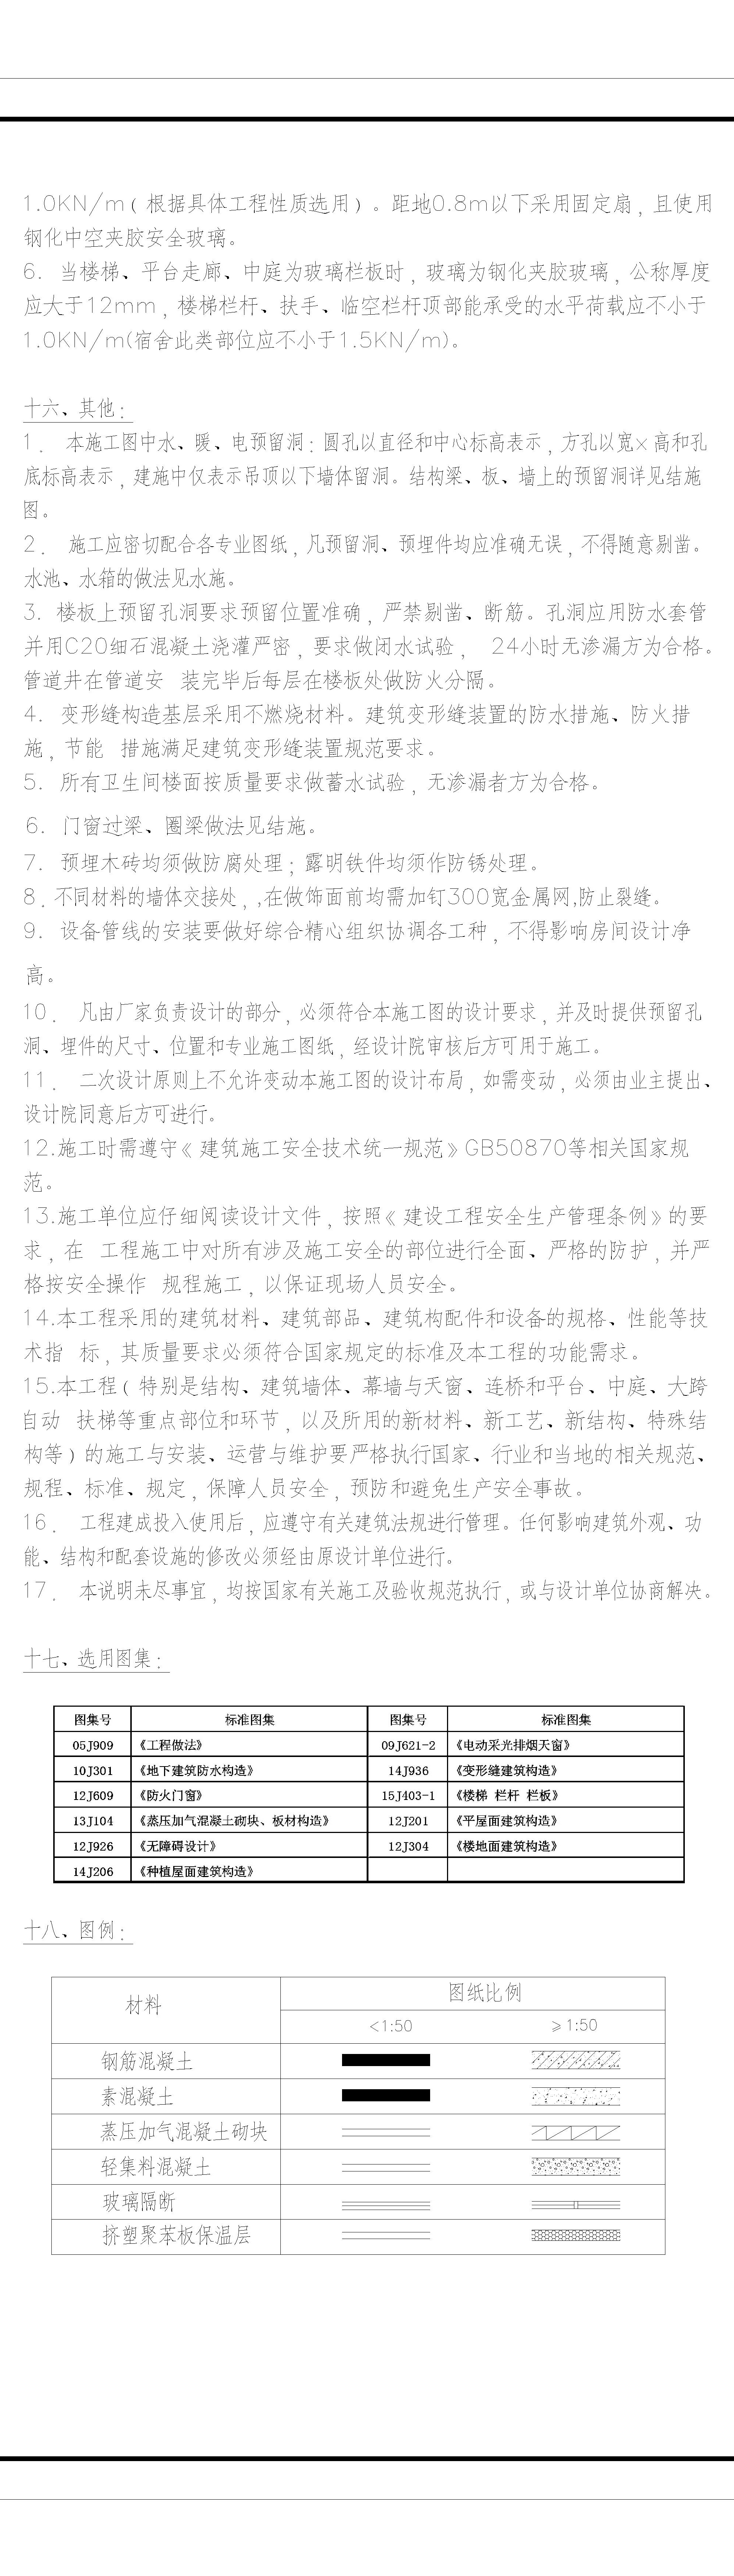 1.0KN/m(根据具体工程性质选用)。距地0.8m以下采用固定扇,且使用
钢化中空夹胶安全玻璃。
6. 当楼梯、平台走廊、中庭为玻璃栏板时,玻璃为钢化夹胶玻璃,公称厚度
应大于12mm,楼梯栏杆、扶手、临空栏杆顶部能承受的水平荷载应不小于
1.0KN/m(宿舍此类部位应不小于1.5KN/m)。
十六、其他:
1. 本施工图中水、暖、电预留洞:圆孔以直径和中心标高表示,方孔以宽×高和孔
底标高表示,建施中仅表示吊顶以下墙体留洞。结构梁、板、墙上的预留洞详见结施
图。
2. 施工应密切配合各专业图纸,凡预留洞、预埋件均应准确无误,不得随意剔凿。
水池、水箱的做法见水施。
3. 楼板上预留孔洞要求预留位置准确,严禁剔凿、断筋。孔洞应用防水套管
并用C20细石混凝土浇灌严密,要求做闭水试验, 24小时无渗漏方为合格。
管道井在管道安 装完毕后每层在楼板处做防火分隔。
4. 变形缝构造基层采用不燃烧材料。建筑变形缝装置的防水措施、防火措
施,节能 措施满足建筑变形缝装置规范要求。
5. 所有卫生间楼面按质量要求做蓄水试验,无渗漏者方为合格。
6. 门窗过梁、圈梁做法见结施。
7. 预埋木砖均须做防腐处理;露明铁件均须作防锈处理。
8.不同材料的墙体交接处,,在做饰面前均需加钉300宽金属网,防止裂缝。
9. 设备管线的安装要做好综合精心组织协调各工种,不得影响房间设计净
高。
10. 凡由厂家负责设计的部分,必须符合本施工图的设计要求,并及时提供预留孔
洞、埋件的尺寸、位置和专业施工图纸,经设计院审核后方可用于施工。
11. 二次设计原则上不允许变动本施工图的设计布局,如需变动,必须由业主提出、
设计院同意后方可进行。
12.施工时需遵守《建筑施工安全技术统一规范》GB50870等相关国家规
范。
13.施工单位应仔细阅读设计文件,按照《建设工程安全生产管理条例》的要
求,在 工程施工中对所有涉及施工安全的部位进行全面、严格的防护,并严
格按安全操作 规程施工,以保证现场人员安全。
14.本工程采用的建筑材料、建筑部品、建筑构配件和设备的规格、性能等技
术指 标,其质量要求必须符合国家规定的标准及本工程的功能需求。
15.本工程(特别是结构、建筑墙体、幕墙与天窗、连桥和平台、中庭、大跨
自动 扶梯等重点部位和环节,以及所用的新材料、新工艺、新结构、特殊结
构等)的施工与安装、运营与维护要严格执行国家、行业和当地的相关规范、
规程、标准、规定,保障人员安全,预防和避免生产安全事故。
16. 工程建成投入使用后,应遵守有关建筑法规进行管理。任何影响建筑外观、功
能、结构和配套设施的修改必须经由原设计单位进行。
17. 本说明未尽事宜,均按国家有关施工及验收规范执行,或与设计单位协商解决。
十七、选用图集:
图集号 标准图集 图集号 标准图集
05J909 《工程做法》 09J621-2 《电动采光排烟天窗》
10J301 《地下建筑防水构造》 14J936 《变形缝建筑构造》
12J609 《防火门窗》 15J403-1 《楼梯 栏杆 栏板》
13J104 《蒸压加气混凝土砌块、板材构造》 12J201 《平屋面建筑构造》
12J926 《无障碍设计》 12J304 《楼地面建筑构造》
14J206 《种植屋面建筑构造》
十八、图例:
材料 图纸比例
<1:50 ≥1:50
钢筋混凝土
素混凝土
蒸压加气混凝土砌块
轻集料混凝土
玻璃隔断
挤塑聚苯板保温层